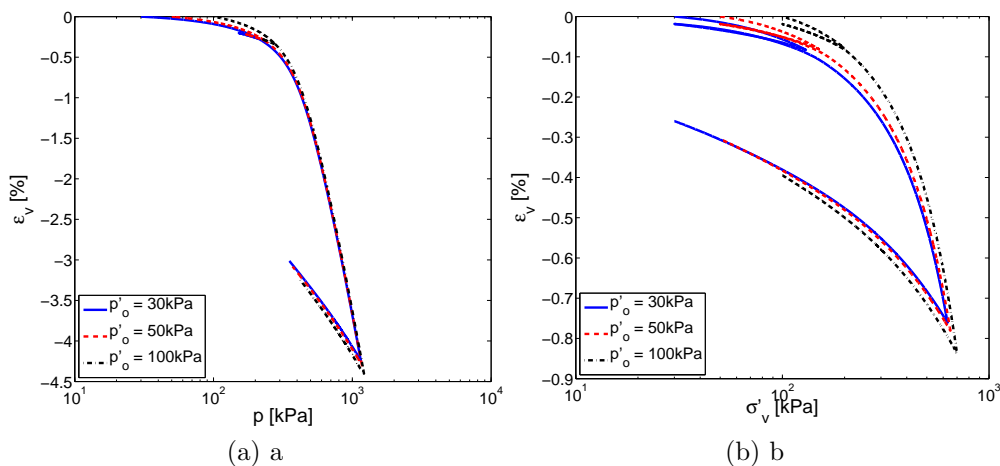 0
−0.5
−1
−1.5
−2
−2.5
−3
−3.5
−4
−4.5
ε_v [%]
10^1
10^2
10^3
10^4
p [kPa]
p'_o = 30kPa
p'_o = 50kPa
p'_o = 100kPa
(a) a
0
−0.1
−0.2
−0.3
−0.4
−0.5
−0.6
−0.7
−0.8
−0.9
ε_v [%]
10^1
10^2
10^3
σ'_v [kPa]
p'_o = 30kPa
p'_o = 50kPa
p'_o = 100kPa
(b) b